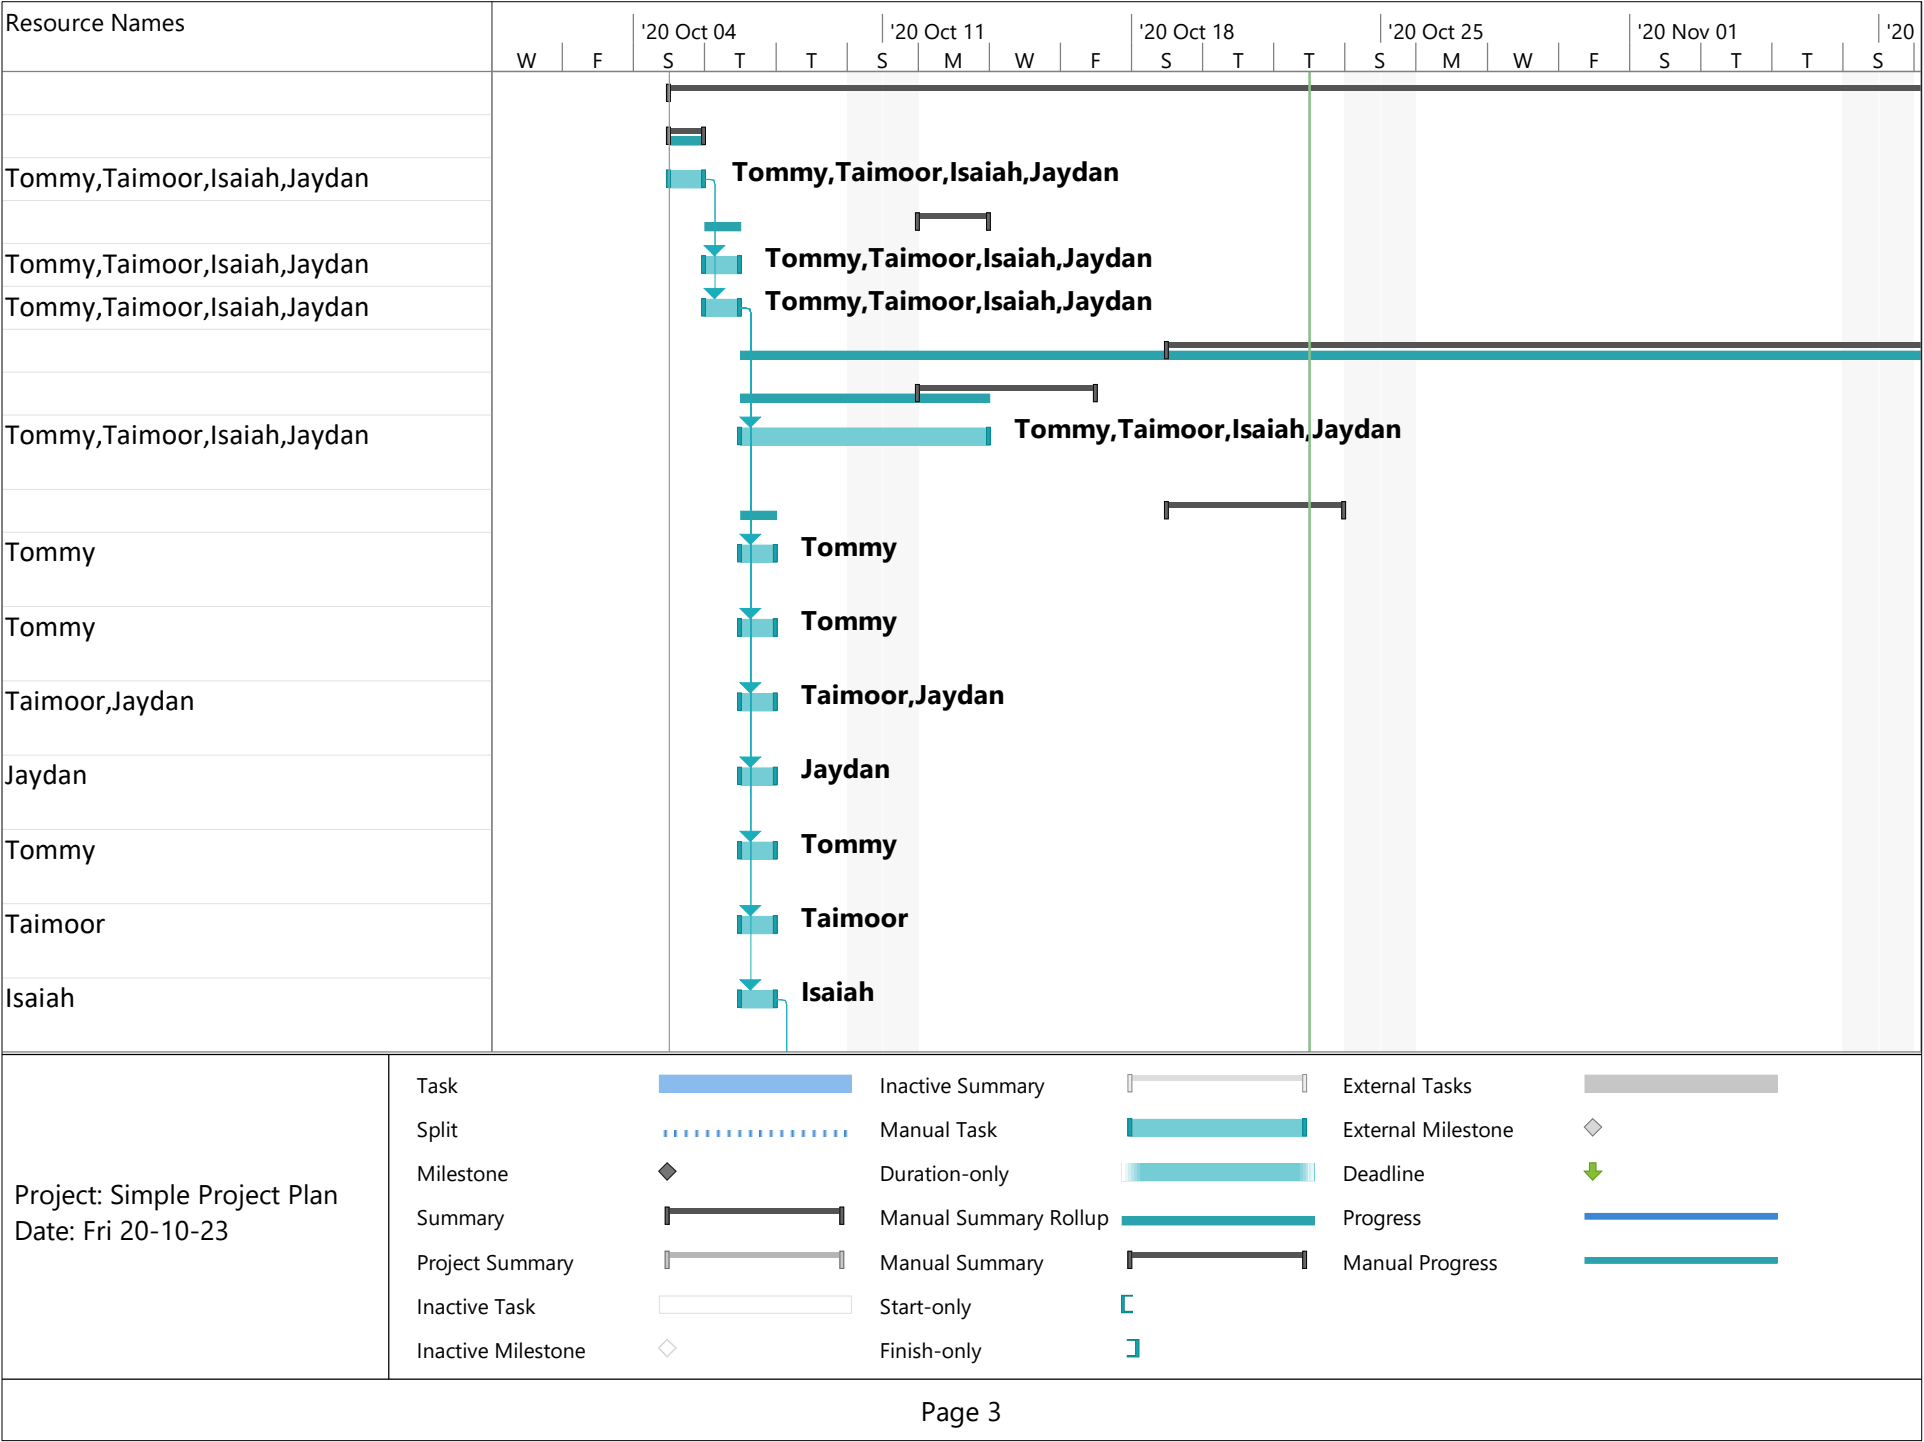 Resource Names
'20 Oct 04 '20 Oct 11 '20 Oct 18 '20 Oct 25 '20 Nov 01 '20
W F S T T S M W F S T T S M W F S T T S
Tommy,Taimoor,Isaiah,Jaydan Tommy,Taimoor,Isaiah,Jaydan
Tommy,Taimoor,Isaiah,Jaydan Tommy,Taimoor,Isaiah,Jaydan
Tommy,Taimoor,Isaiah,Jaydan Tommy,Taimoor,Isaiah,Jaydan
Tommy,Taimoor,Isaiah,Jaydan Tommy,Taimoor,Isaiah,Jaydan
Tommy Tommy
Tommy Tommy
Taimoor,Jaydan Taimoor,Jaydan
Jaydan Jaydan
Tommy Tommy
Taimoor Taimoor
Isaiah Isaiah
Project: Simple Project Plan
Date: Fri 20-10-23
Task
Split
Milestone
Summary
Project Summary
Inactive Task
Inactive Milestone
Inactive Summary
Manual Task
Duration-only
Manual Summary Rollup
Manual Summary
Start-only
Finish-only
External Tasks
External Milestone
Deadline
Progress
Manual Progress
Page 3